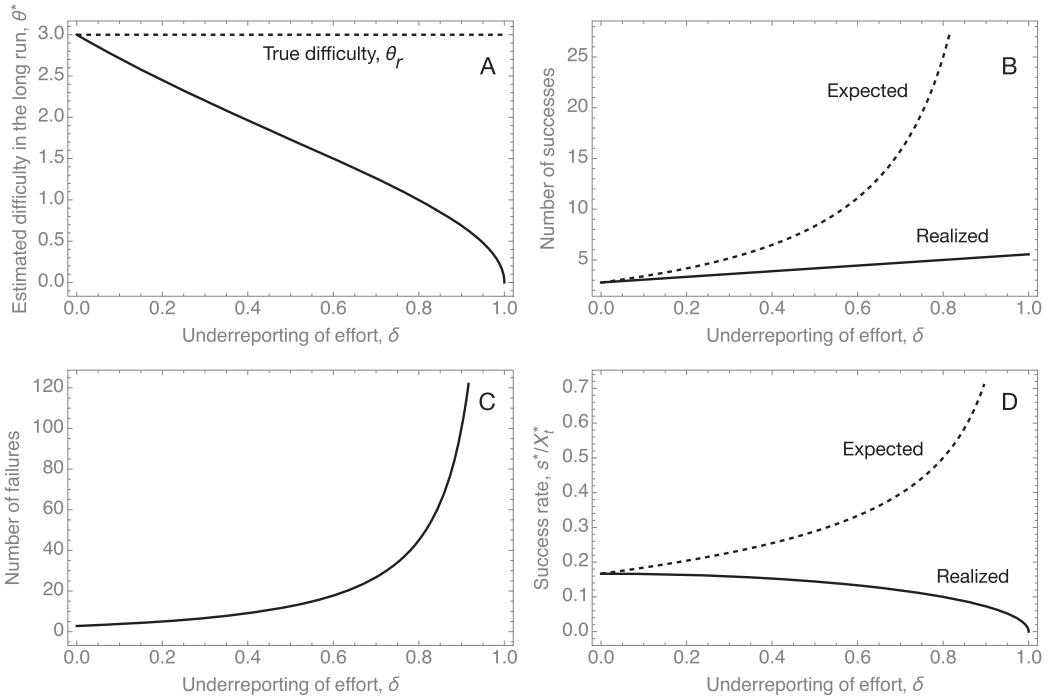 Estimated difficulty in the long run, θ*
3.0
2.5
2.0
1.5
1.0
0.5
0.0
True difficulty, θr
A
0.0 0.2 0.4 0.6 0.8 1.0
Underreporting of effort, δ
Number of successes
25
20
15
10
5
Expected
Realized
B
0.0 0.2 0.4 0.6 0.8 1.0
Underreporting of effort, δ
Number of failures
120
100
80
60
40
20
0
C
0.0 0.2 0.4 0.6 0.8 1.0
Underreporting of effort, δ
Success rate, s*/X*t
0.7
0.6
0.5
0.4
0.3
0.2
0.1
0.0
Expected
Realized
D
0.0 0.2 0.4 0.6 0.8 1.0
Underreporting of effort, δ